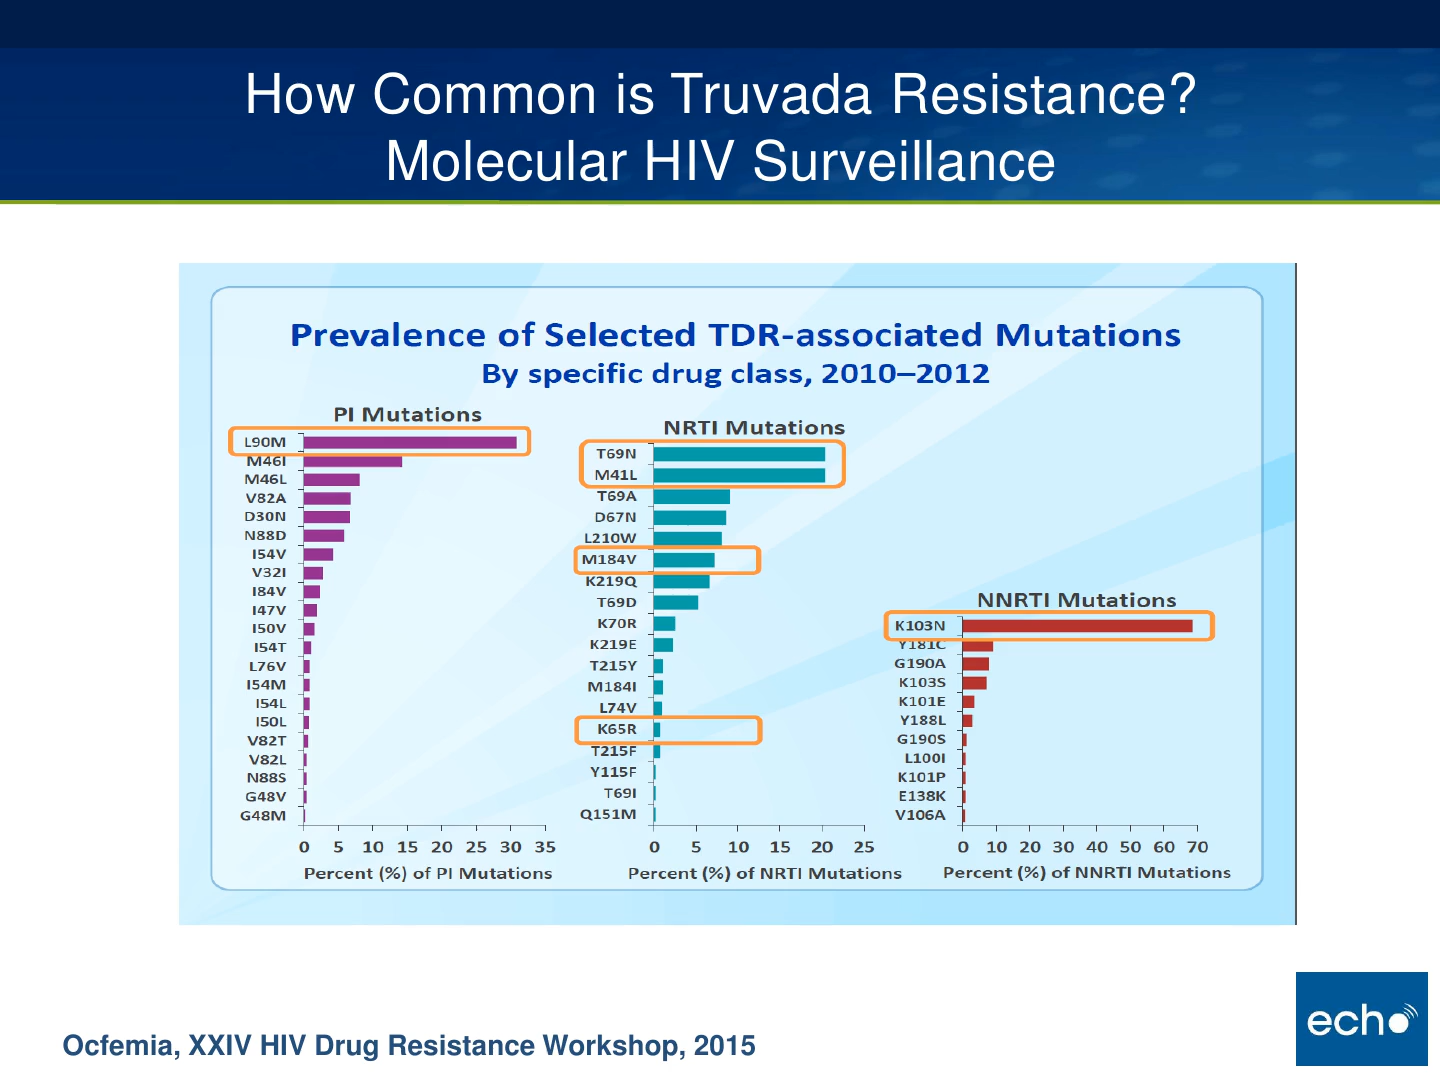 How Common is Truvada Resistance?
Molecular HIV Surveillance
Prevalence of Selected TDR-associated Mutations
By specific drug class, 2010–2012
PI Mutations
L90M
M46I
M46L
V82A
D30N
N88D
I54V
V32I
I84V
I47V
I50V
I54T
L76V
I54M
I54L
I50L
V82T
V82L
N88S
G48V
G48M
0 5 10 15 20 25 30 35
Percent (%) of PI Mutations
NRTI Mutations
T69N
M41L
T69A
D67N
L210W
M184V
K219Q
T69D
K70R
K219E
T215Y
M184I
L74V
K65R
T215F
Y115F
T69I
Q151M
0 5 10 15 20 25
Percent (%) of NRTI Mutations
NNRTI Mutations
K103N
Y181C
G190A
K103S
K101E
Y188L
G190S
L100I
K101P
E138K
V106A
0 10 20 30 40 50 60 70
Percent (%) of NNRTI Mutations
Ocfemia, XXIV HIV Drug Resistance Workshop, 2015
echo